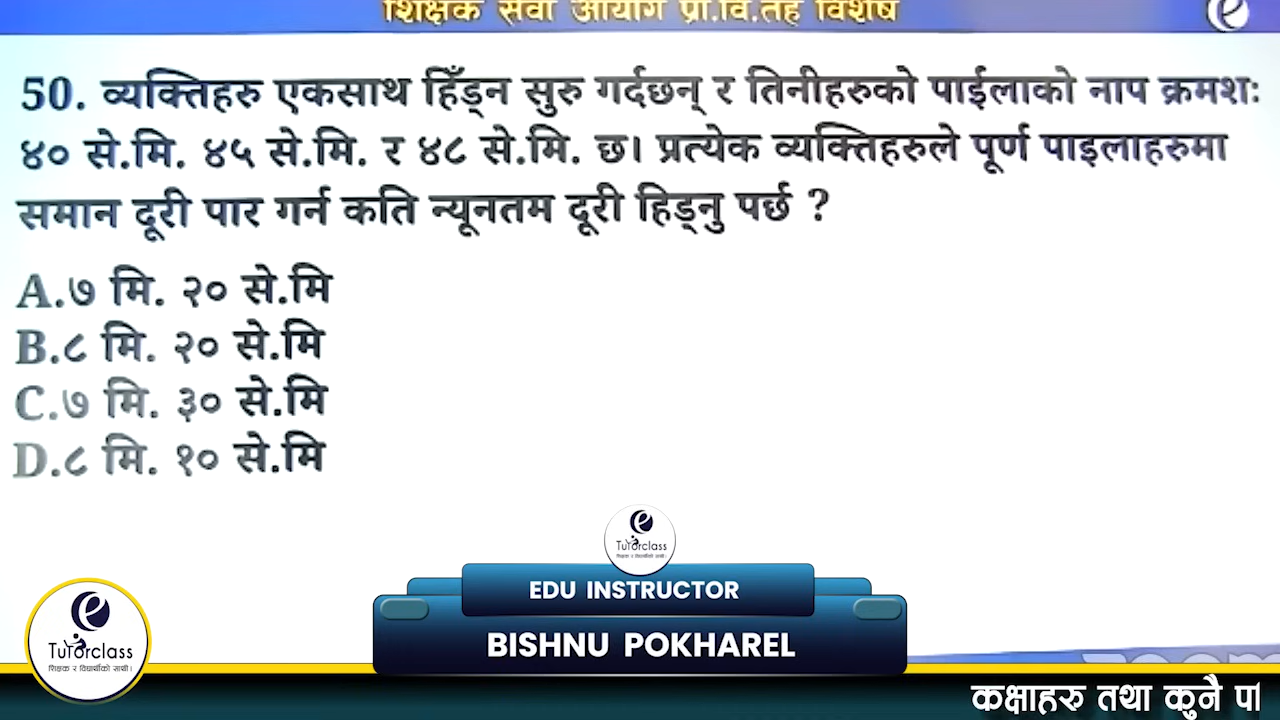 शिक्षक सेवा आयोग प्रा.वि.तह विशेष
50. व्यक्तिहरु एकसाथ हिँड्न सुरु गर्दछन् र तिनीहरुको पाईलाको नाप क्रमशः
४० से.मि. ४५ से.मि. र ४८ से.मि. छ। प्रत्येक व्यक्तिहरुले पूर्ण पाइलाहरुमा
समान दूरी पार गर्न कति न्यूनतम दूरी हिड्नु पर्छ ?
A.७ मि. २० से.मि
B.८ मि. २० से.मि
C.७ मि. ३० से.मि
D.८ मि. १० से.मि
Tutorclass
शिक्षक र विद्यार्थीको साथी।
EDU INSTRUCTOR
BISHNU POKHAREL
Tutorclass
शिक्षक र विद्यार्थीको साथी।
zoom
कक्षाहरु तथा कुनै प